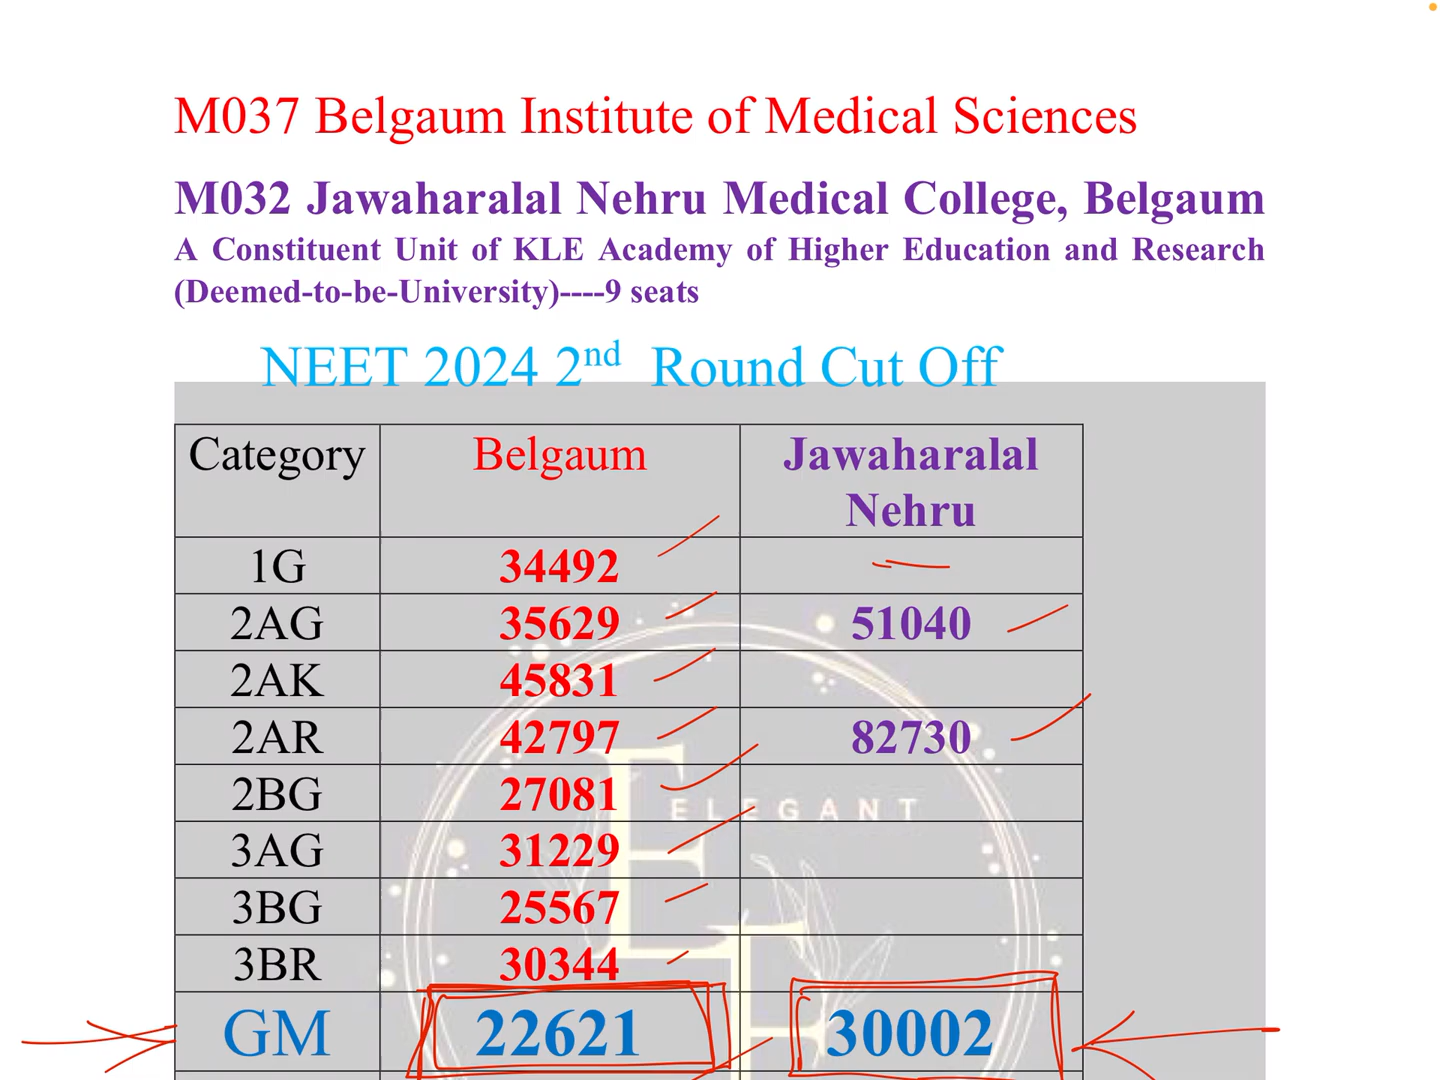 M037 Belgaum Institute of Medical Sciences
M032 Jawaharalal Nehru Medical College, Belgaum
A Constituent Unit of KLE Academy of Higher Education and Research
(Deemed-to-be-University)----9 seats
NEET 2024 2nd Round Cut Off
Category Belgaum Jawaharalal
Nehru
1G 34492
2AG 35629 51040
2AK 45831
2AR 42797 82730
2BG 27081
ELEGANT
3AG 31229
3BG 25567
3BR 30344
GM 22621 30002